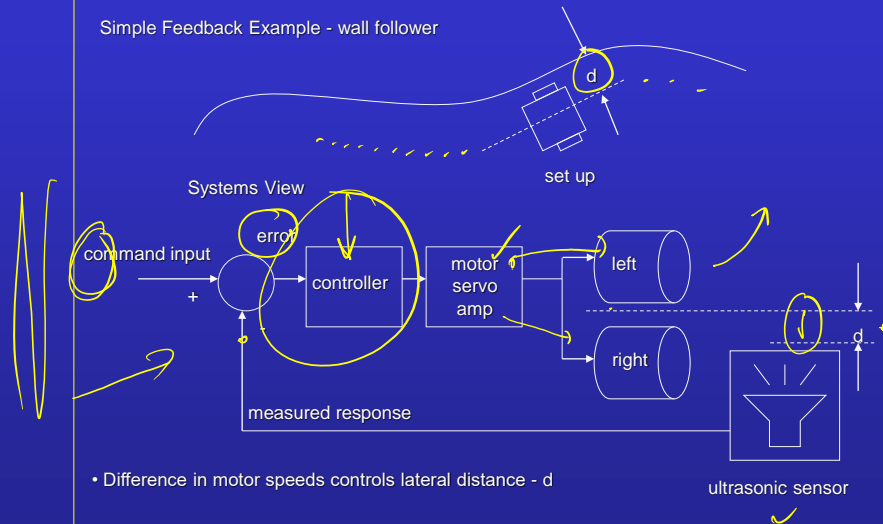 Simple Feedback Example - wall follower
d
set up
Systems View
error
command input
+
controller
motor
servo
amp
left
right
d
measured response
• Difference in motor speeds controls lateral distance - d
ultrasonic sensor